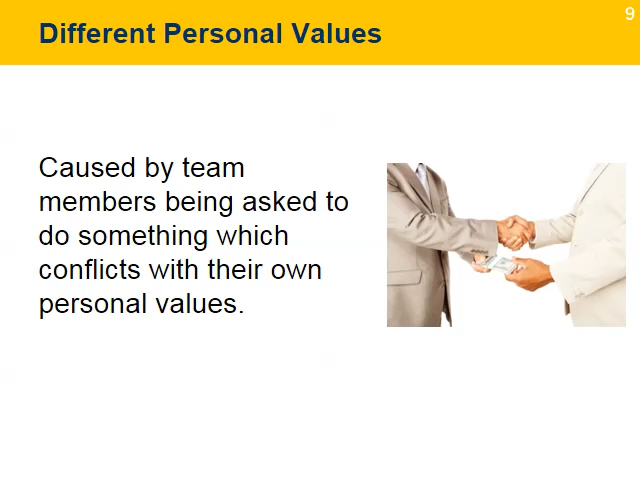 9
Different Personal Values
Caused by team
members being asked to
do something which
conflicts with their own
personal values.